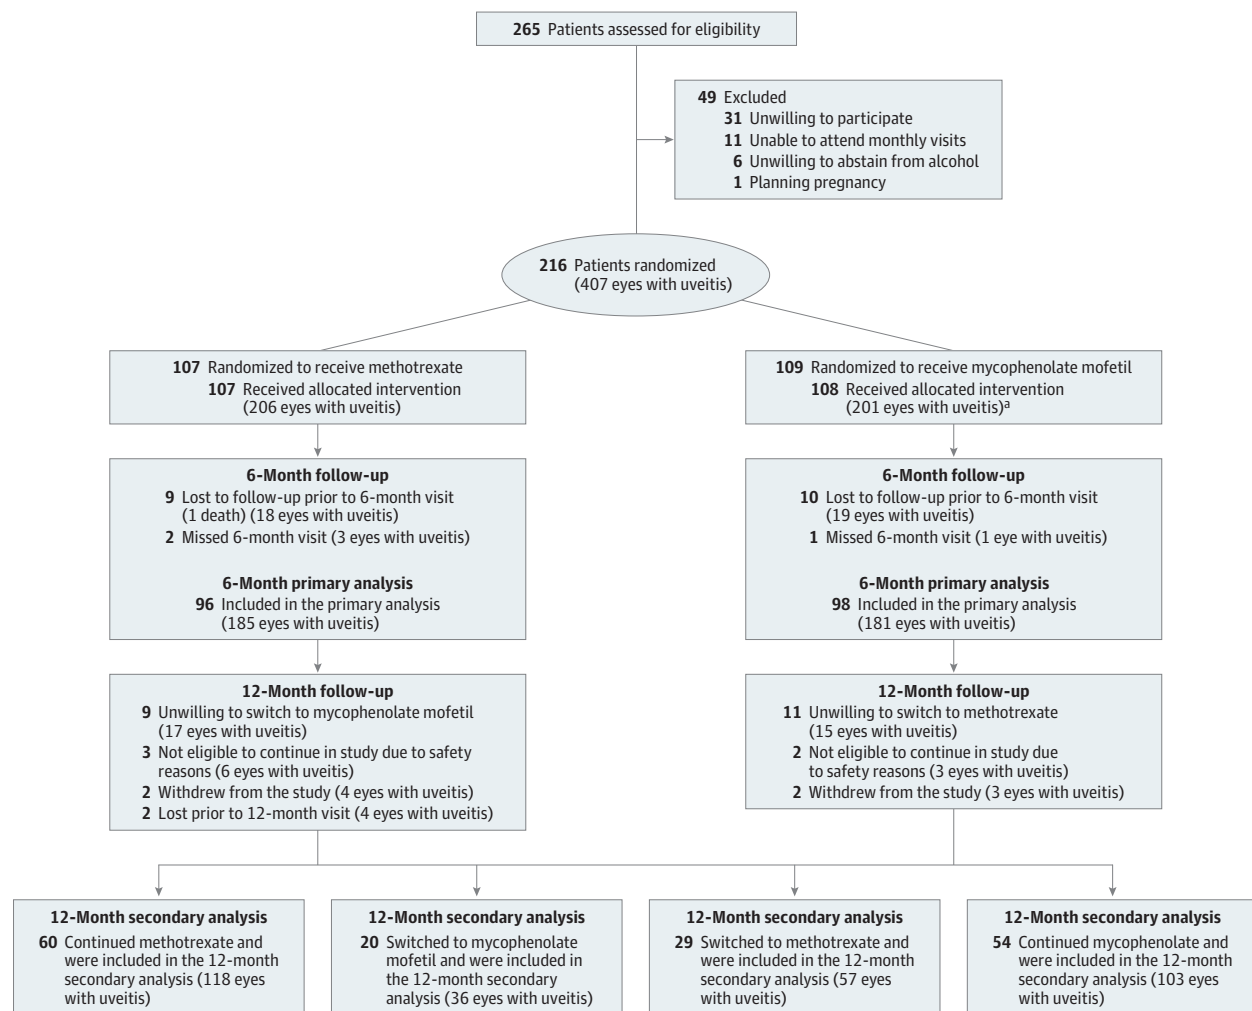 265 Patients assessed for eligibility
49 Excluded
31 Unwilling to participate
11 Unable to attend monthly visits
6 Unwilling to abstain from alcohol
1 Planning pregnancy
216 Patients randomized
(407 eyes with uveitis)
107 Randomized to receive methotrexate
107 Received allocated intervention
(206 eyes with uveitis)
109 Randomized to receive mycophenolate mofetil
108 Received allocated intervention
(201 eyes with uveitis)a
6-Month follow-up
9 Lost to follow-up prior to 6-month visit
(1 death) (18 eyes with uveitis)
2 Missed 6-month visit (3 eyes with uveitis)
6-Month primary analysis
96 Included in the primary analysis
(185 eyes with uveitis)
6-Month follow-up
10 Lost to follow-up prior to 6-month visit
(19 eyes with uveitis)
1 Missed 6-month visit (1 eye with uveitis)
6-Month primary analysis
98 Included in the primary analysis
(181 eyes with uveitis)
12-Month follow-up
9 Unwilling to switch to mycophenolate mofetil
(17 eyes with uveitis)
3 Not eligible to continue in study due to safety
reasons (6 eyes with uveitis)
2 Withdrew from the study (4 eyes with uveitis)
2 Lost prior to 12-month visit (4 eyes with uveitis)
12-Month follow-up
11 Unwilling to switch to methotrexate
(15 eyes with uveitis)
2 Not eligible to continue in study due
to safety reasons (3 eyes with uveitis)
2 Withdrew from the study (3 eyes with uveitis)
12-Month secondary analysis
60 Continued methotrexate and
were included in the 12-month
secondary analysis (118 eyes
with uveitis)
12-Month secondary analysis
20 Switched to mycophenolate
mofetil and were included in
the 12-month secondary
analysis (36 eyes with uveitis)
12-Month secondary analysis
29 Switched to methotrexate and
were included in the 12-month
secondary analysis (57 eyes
with uveitis)
12-Month secondary analysis
54 Continued mycophenolate and
were included in the 12-month
secondary analysis (103 eyes
with uveitis)